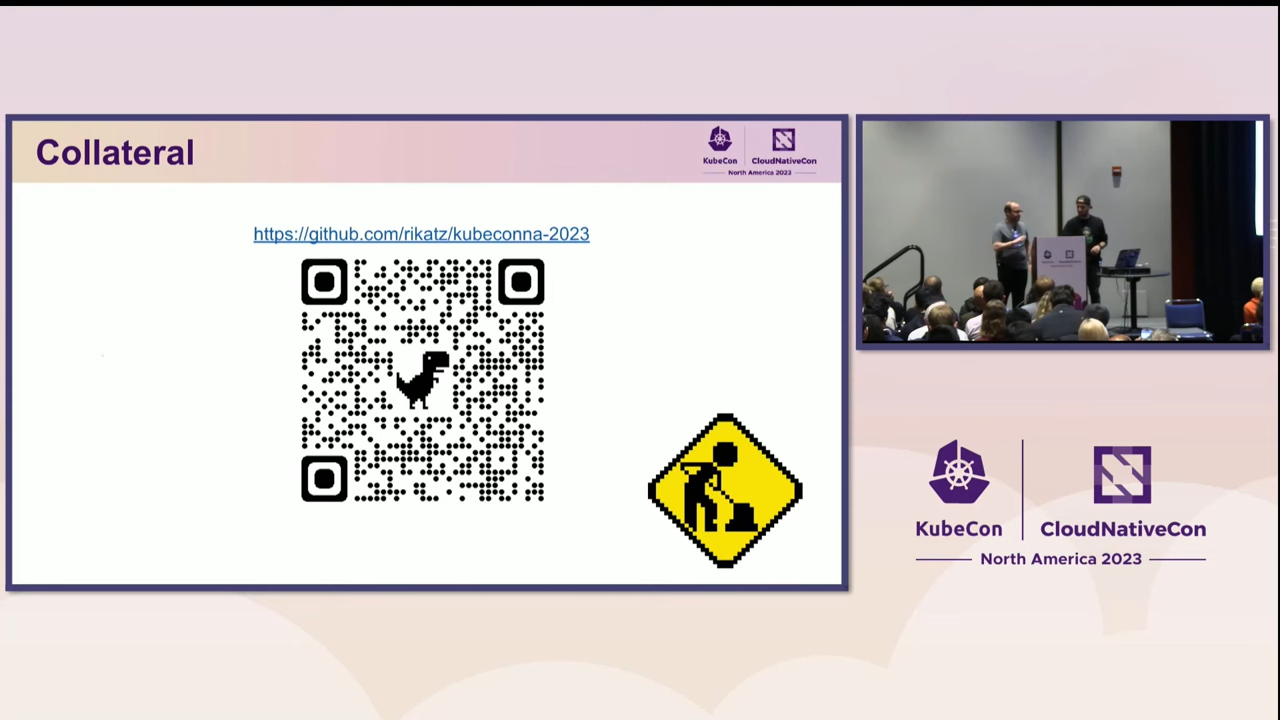 Collateral
KubeCon
CloudNativeCon
North America 2023
https://github.com/rikatz/kubeconna-2023
KubeCon
CloudNativeCon
North America 2023